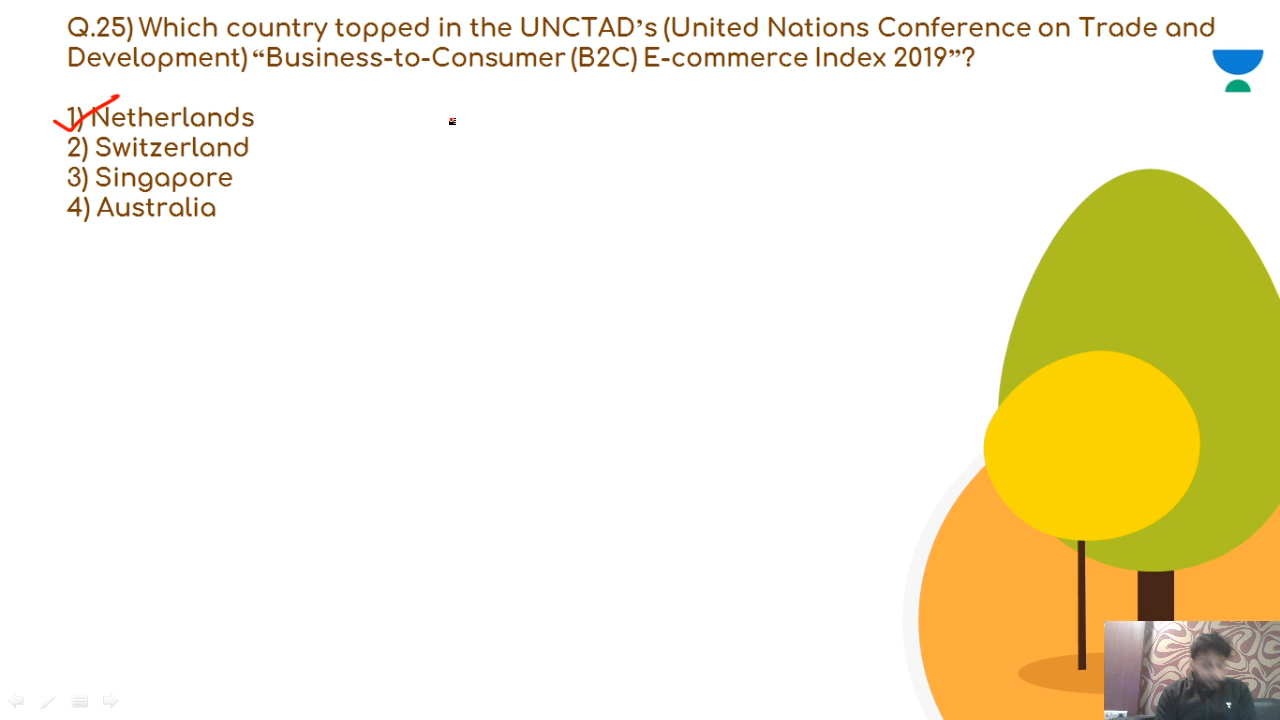 Q.25) Which country topped in the UNCTAD’s (United Nations Conference on Trade and
Development) “Business-to-Consumer (B2C) E-commerce Index 2019”?
1) Netherlands
2) Switzerland
3) Singapore
4) Australia